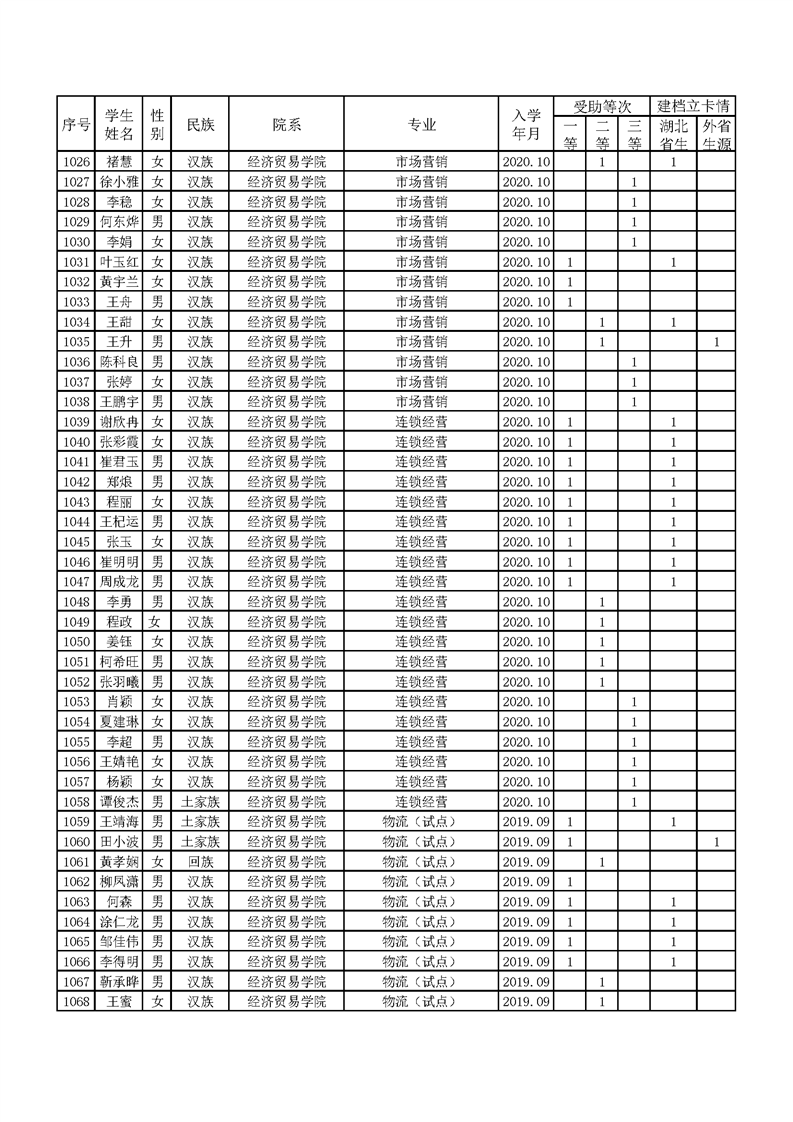 序号 学生姓名 性别 民族 院系 专业 入学年月 受助等次 建档立卡情
一等 二等 三等 湖北省生 外省生源
1026 褚慧 女 汉族 经济贸易学院 市场营销 2020.10 1 1
1027 徐小雅 女 汉族 经济贸易学院 市场营销 2020.10 1
1028 李稳 女 汉族 经济贸易学院 市场营销 2020.10 1
1029 何东烨 男 汉族 经济贸易学院 市场营销 2020.10 1
1030 李娟 女 汉族 经济贸易学院 市场营销 2020.10 1
1031 叶玉红 女 汉族 经济贸易学院 市场营销 2020.10 1 1
1032 黄宇兰 女 汉族 经济贸易学院 市场营销 2020.10 1
1033 王舟 男 汉族 经济贸易学院 市场营销 2020.10 1
1034 王甜 女 汉族 经济贸易学院 市场营销 2020.10 1 1
1035 王升 男 汉族 经济贸易学院 市场营销 2020.10 1 1
1036 陈科良 男 汉族 经济贸易学院 市场营销 2020.10 1
1037 张婷 女 汉族 经济贸易学院 市场营销 2020.10 1
1038 王鹏宇 男 汉族 经济贸易学院 市场营销 2020.10 1
1039 谢欣冉 女 汉族 经济贸易学院 连锁经营 2020.10 1 1
1040 张彩霞 女 汉族 经济贸易学院 连锁经营 2020.10 1 1
1041 崔君玉 男 汉族 经济贸易学院 连锁经营 2020.10 1 1
1042 郑烺 男 汉族 经济贸易学院 连锁经营 2020.10 1 1
1043 程丽 女 汉族 经济贸易学院 连锁经营 2020.10 1 1
1044 王杞运 男 汉族 经济贸易学院 连锁经营 2020.10 1 1
1045 张玉 女 汉族 经济贸易学院 连锁经营 2020.10 1 1
1046 崔明明 男 汉族 经济贸易学院 连锁经营 2020.10 1 1
1047 周成龙 男 汉族 经济贸易学院 连锁经营 2020.10 1 1
1048 李勇 男 汉族 经济贸易学院 连锁经营 2020.10 1
1049 程政 女 汉族 经济贸易学院 连锁经营 2020.10 1
1050 姜钰 女 汉族 经济贸易学院 连锁经营 2020.10 1
1051 柯希旺 男 汉族 经济贸易学院 连锁经营 2020.10 1
1052 张羽曦 男 汉族 经济贸易学院 连锁经营 2020.10 1
1053 肖颖 女 汉族 经济贸易学院 连锁经营 2020.10 1
1054 夏建琳 女 汉族 经济贸易学院 连锁经营 2020.10 1
1055 李超 男 汉族 经济贸易学院 连锁经营 2020.10 1
1056 王婧艳 女 汉族 经济贸易学院 连锁经营 2020.10 1
1057 杨颖 女 汉族 经济贸易学院 连锁经营 2020.10 1
1058 谭俊杰 男 土家族 经济贸易学院 连锁经营 2020.10 1
1059 王靖海 男 土家族 经济贸易学院 物流（试点） 2019.09 1 1
1060 田小波 男 土家族 经济贸易学院 物流（试点） 2019.09 1 1
1061 黄孝娴 女 回族 经济贸易学院 物流（试点） 2019.09 1
1062 柳凤潇 男 汉族 经济贸易学院 物流（试点） 2019.09 1
1063 何森 男 汉族 经济贸易学院 物流（试点） 2019.09 1 1
1064 涂仁龙 男 汉族 经济贸易学院 物流（试点） 2019.09 1 1
1065 邹佳伟 男 汉族 经济贸易学院 物流（试点） 2019.09 1 1
1066 李得明 男 汉族 经济贸易学院 物流（试点） 2019.09 1 1
1067 靳承晔 男 汉族 经济贸易学院 物流（试点） 2019.09 1
1068 王蜜 女 汉族 经济贸易学院 物流（试点） 2019.09 1